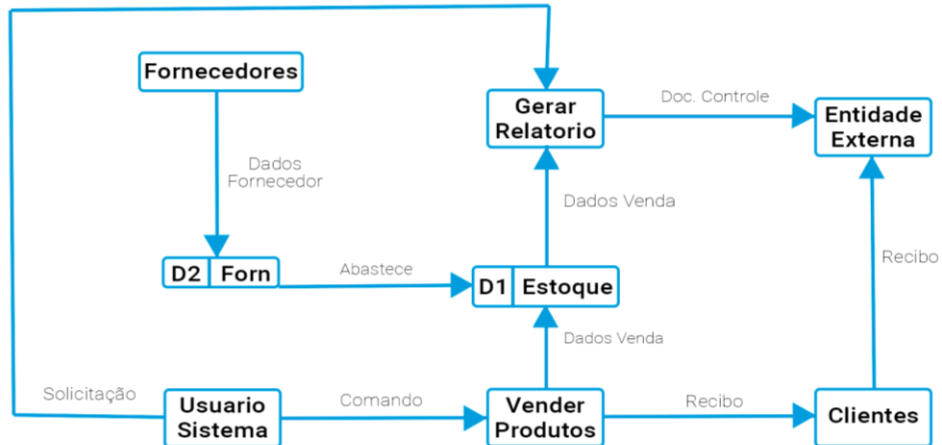 Fornecedores
Gerar
Relatorio
Doc. Controle
Entidade
Externa
Dados
Fornecedor
Dados Venda
Recibo
D2 Forn
Abastece
D1 Estoque
Dados Venda
Solicitação
Usuario
Sistema
Comando
Vender
Produtos
Recibo
Clientes